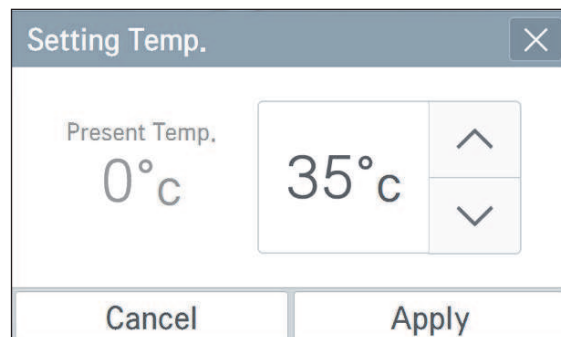 Setting Temp.
Present Temp.
0°c
35°c
Cancel
Apply